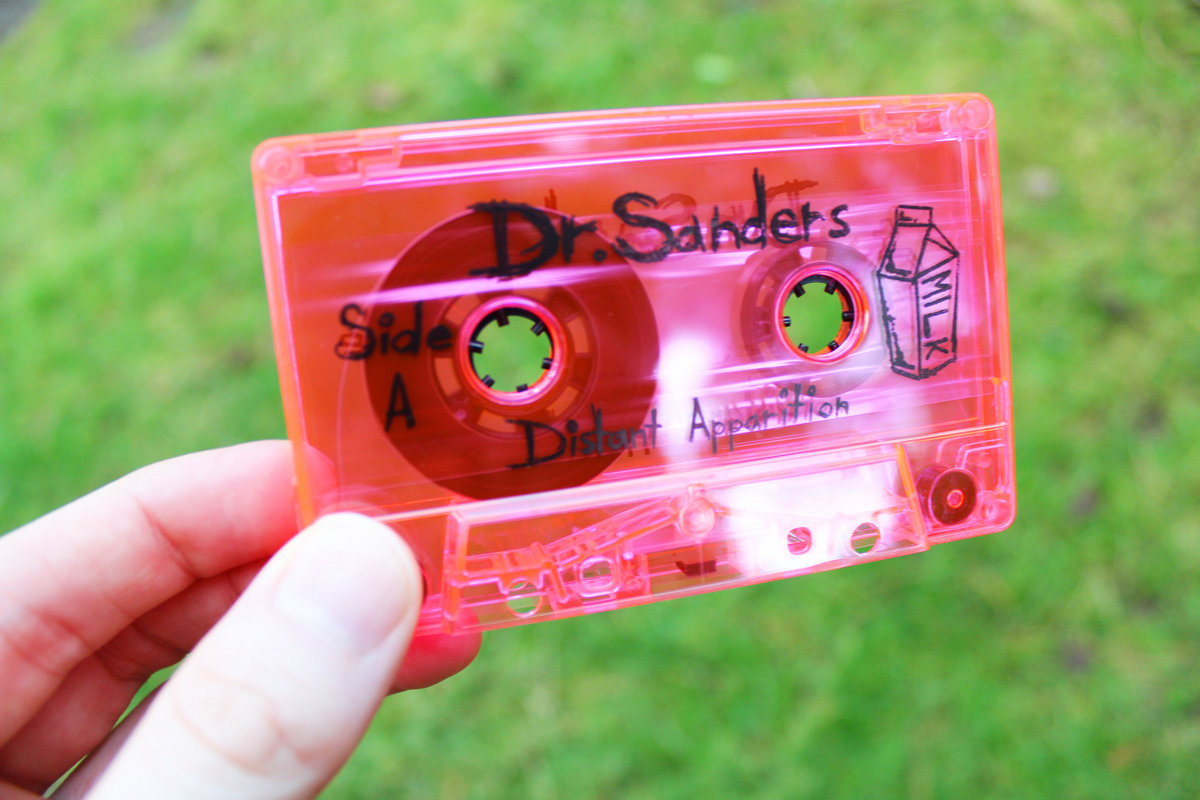 Dr. Sanders
MILK
Side
A
Distant Apparition